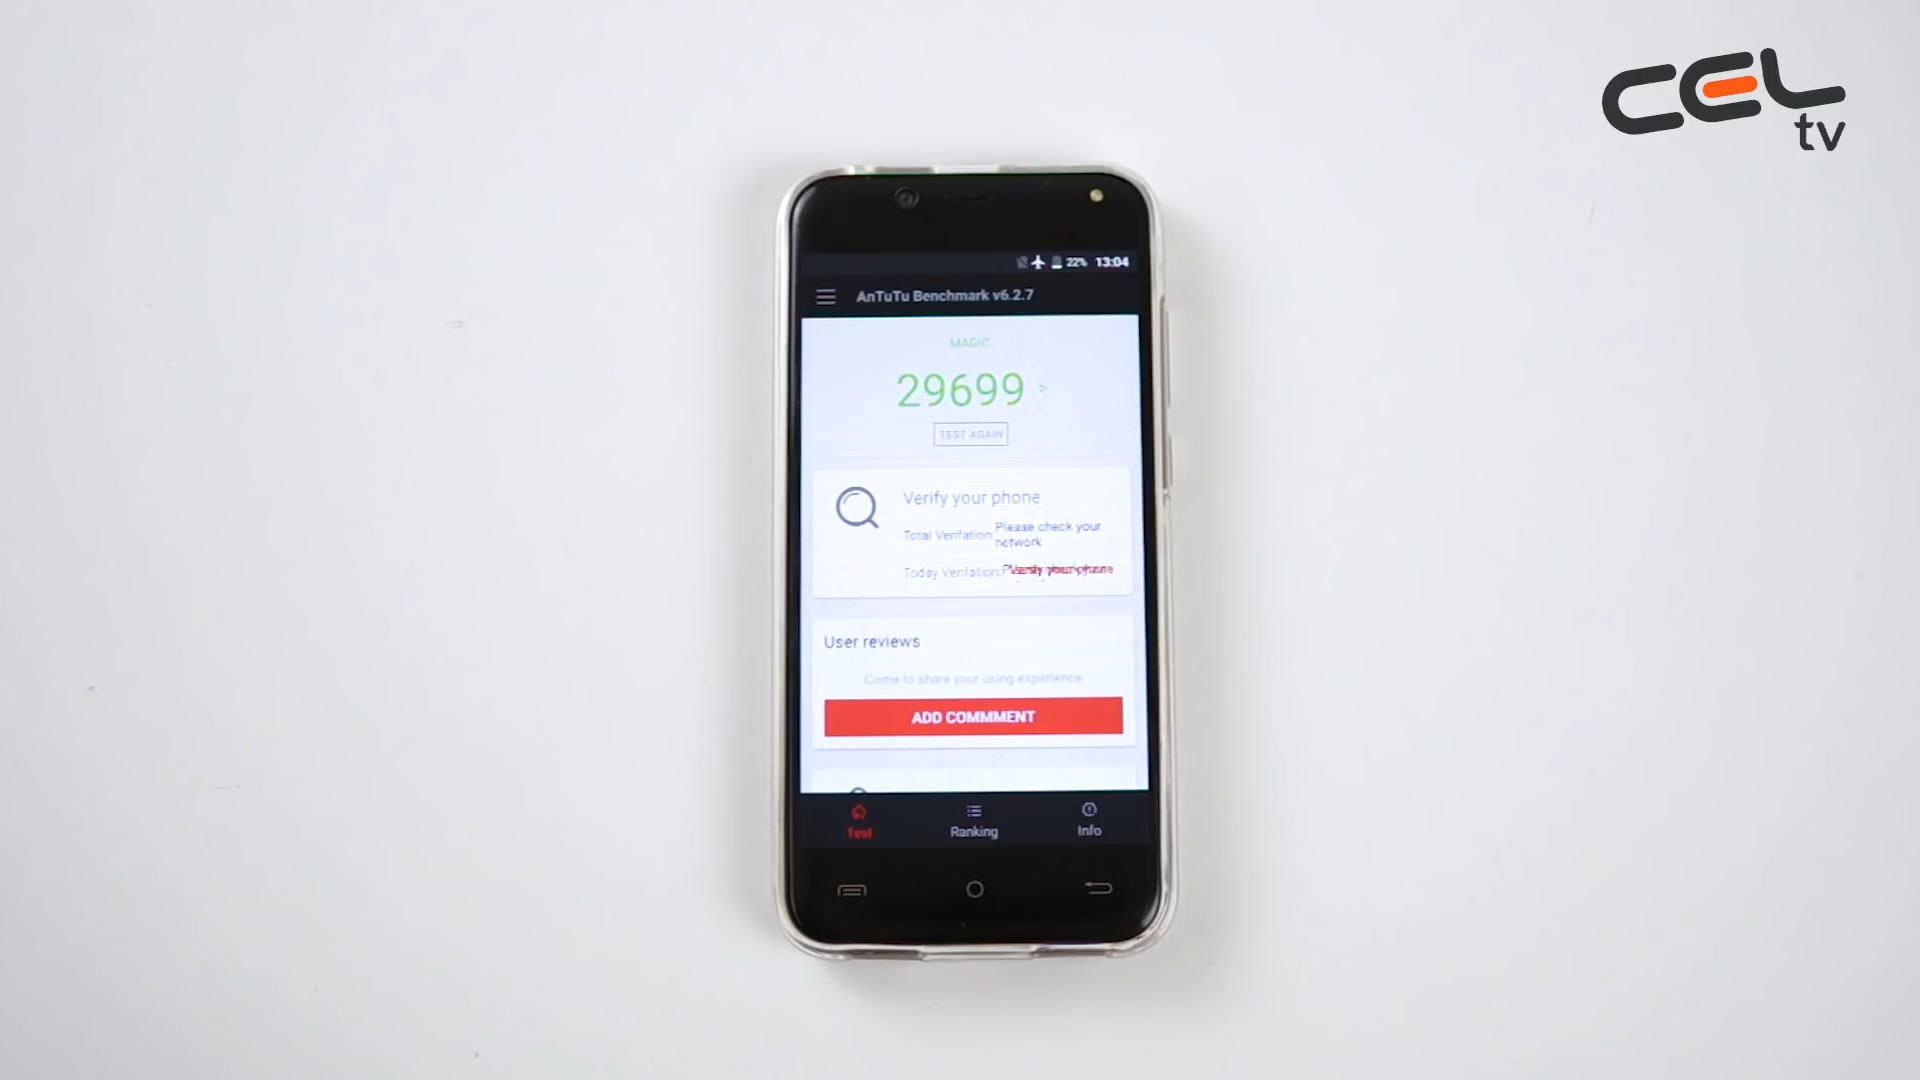 CEL
tv
22% 13:04
AnTuTu Benchmark v6.2.7
MAGIC
29699 >
TEST AGAIN
Verify your phone
Total Verifation: Please check your
network
Today Verifation:
User reviews
Come to share your using experience
ADD COMMMENT
Test Ranking Info